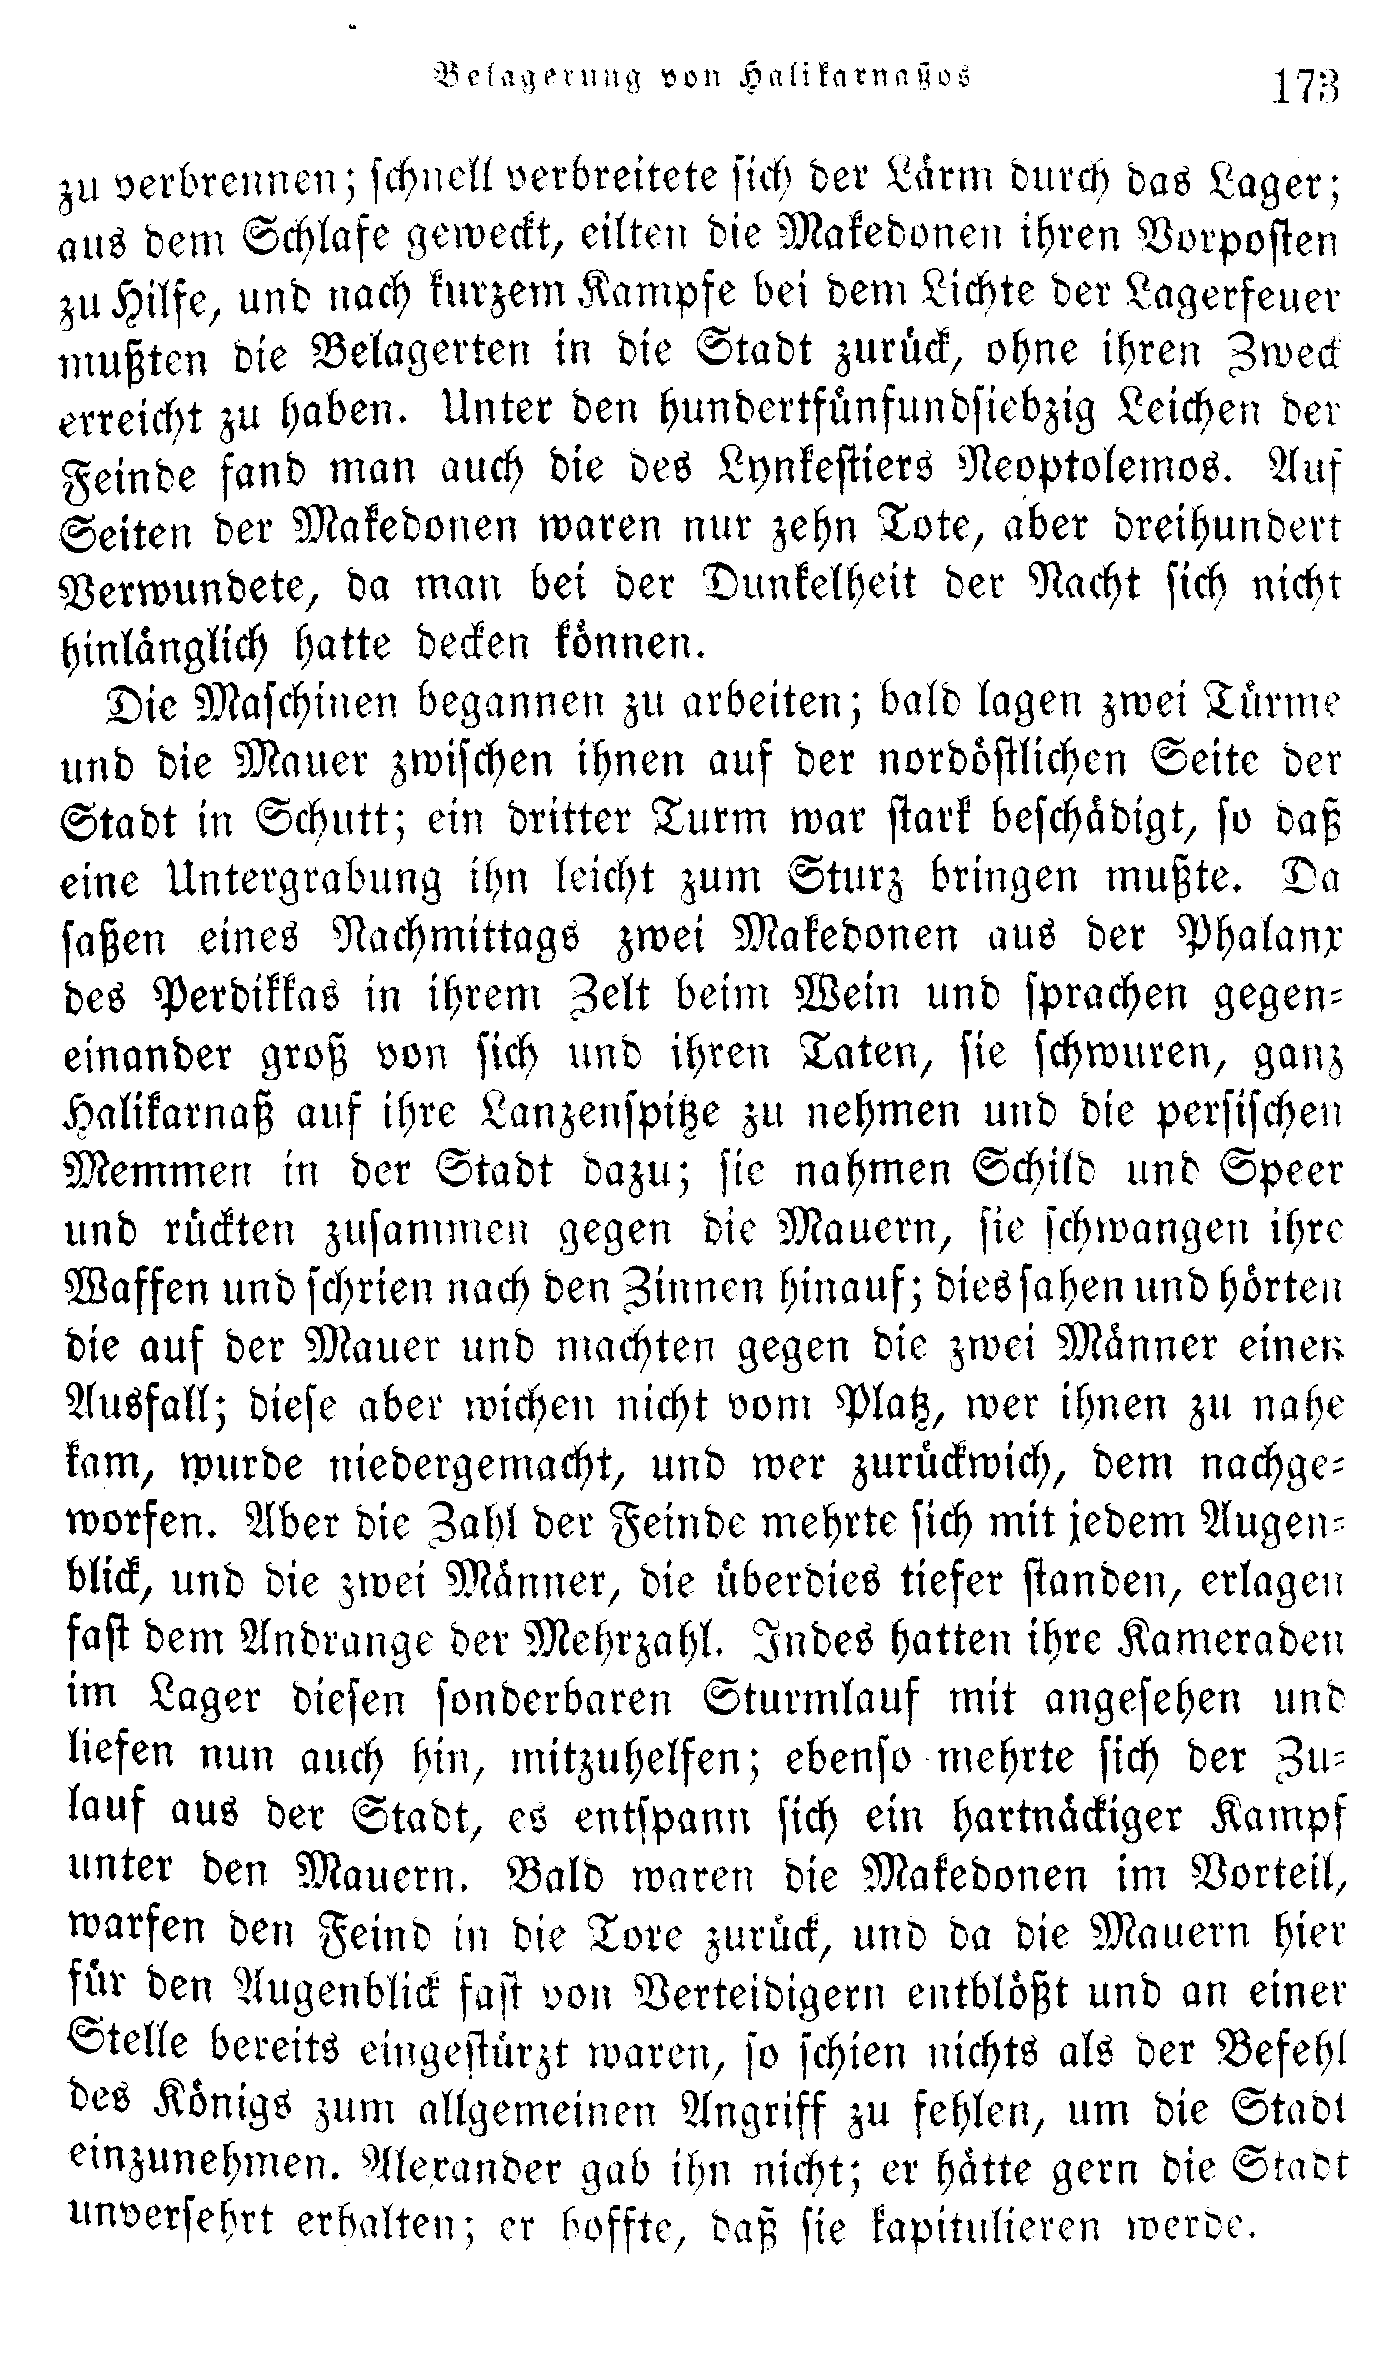 Belagerung von Halikarnaßos 173
zu verbrennen; schnell verbreitete sich der Lärm durch das Lager;
aus dem Schlafe geweckt, eilten die Makedonen ihren Vorposten
zu Hilfe, und nach kurzem Kampfe bei dem Lichte der Lagerfeuer
mußten die Belagerten in die Stadt zurück, ohne ihren Zweck
erreicht zu haben. Unter den hundertfünfundsiebzig Leichen der
Feinde fand man auch die des Lynkestiers Neoptolemos. Auf
Seiten der Makedonen waren nur zehn Tote, aber dreihundert
Verwundete, da man bei der Dunkelheit der Nacht sich nicht
hinlänglich hatte decken können.
Die Maschinen begannen zu arbeiten; bald lagen zwei Türme
und die Mauer zwischen ihnen auf der nordöstlichen Seite der
Stadt in Schutt; ein dritter Turm war stark beschädigt, so daß
eine Untergrabung ihn leicht zum Sturz bringen mußte. Da
saßen eines Nachmittags zwei Makedonen aus der Phalanx
des Perdikkas in ihrem Zelt beim Wein und sprachen gegen-
einander groß von sich und ihren Taten, sie schwuren, ganz
Halikarnaß auf ihre Lanzenspitze zu nehmen und die persischen
Memmen in der Stadt dazu; sie nahmen Schild und Speer
und rückten zusammen gegen die Mauern, sie schwangen ihre
Waffen und schrien nach den Zinnen hinauf; dies sahen und hörten
die auf der Mauer und machten gegen die zwei Männer einen
Ausfall; diese aber wichen nicht vom Platz, wer ihnen zu nahe
kam, wurde niedergemacht, und wer zurückwich, dem nachge-
worfen. Aber die Zahl der Feinde mehrte sich mit jedem Augen-
blick, und die zwei Männer, die überdies tiefer standen, erlagen
fast dem Andrange der Mehrzahl. Indes hatten ihre Kameraden
im Lager diesen sonderbaren Sturmlauf mit angesehen und
liefen nun auch hin, mitzuhelfen; ebenso mehrte sich der Zu-
lauf aus der Stadt, es entspann sich ein hartnäckiger Kampf
unter den Mauern. Bald waren die Makedonen im Vorteil,
warfen den Feind in die Tore zurück, und da die Mauern hier
für den Augenblick fast von Verteidigern entblößt und an einer
Stelle bereits eingestürzt waren, so schien nichts als der Befehl
des Königs zum allgemeinen Angriff zu fehlen, um die Stadt
einzunehmen. Alexander gab ihn nicht; er hätte gern die Stadt
unversehrt erhalten; er hoffte, daß sie kapitulieren werde.